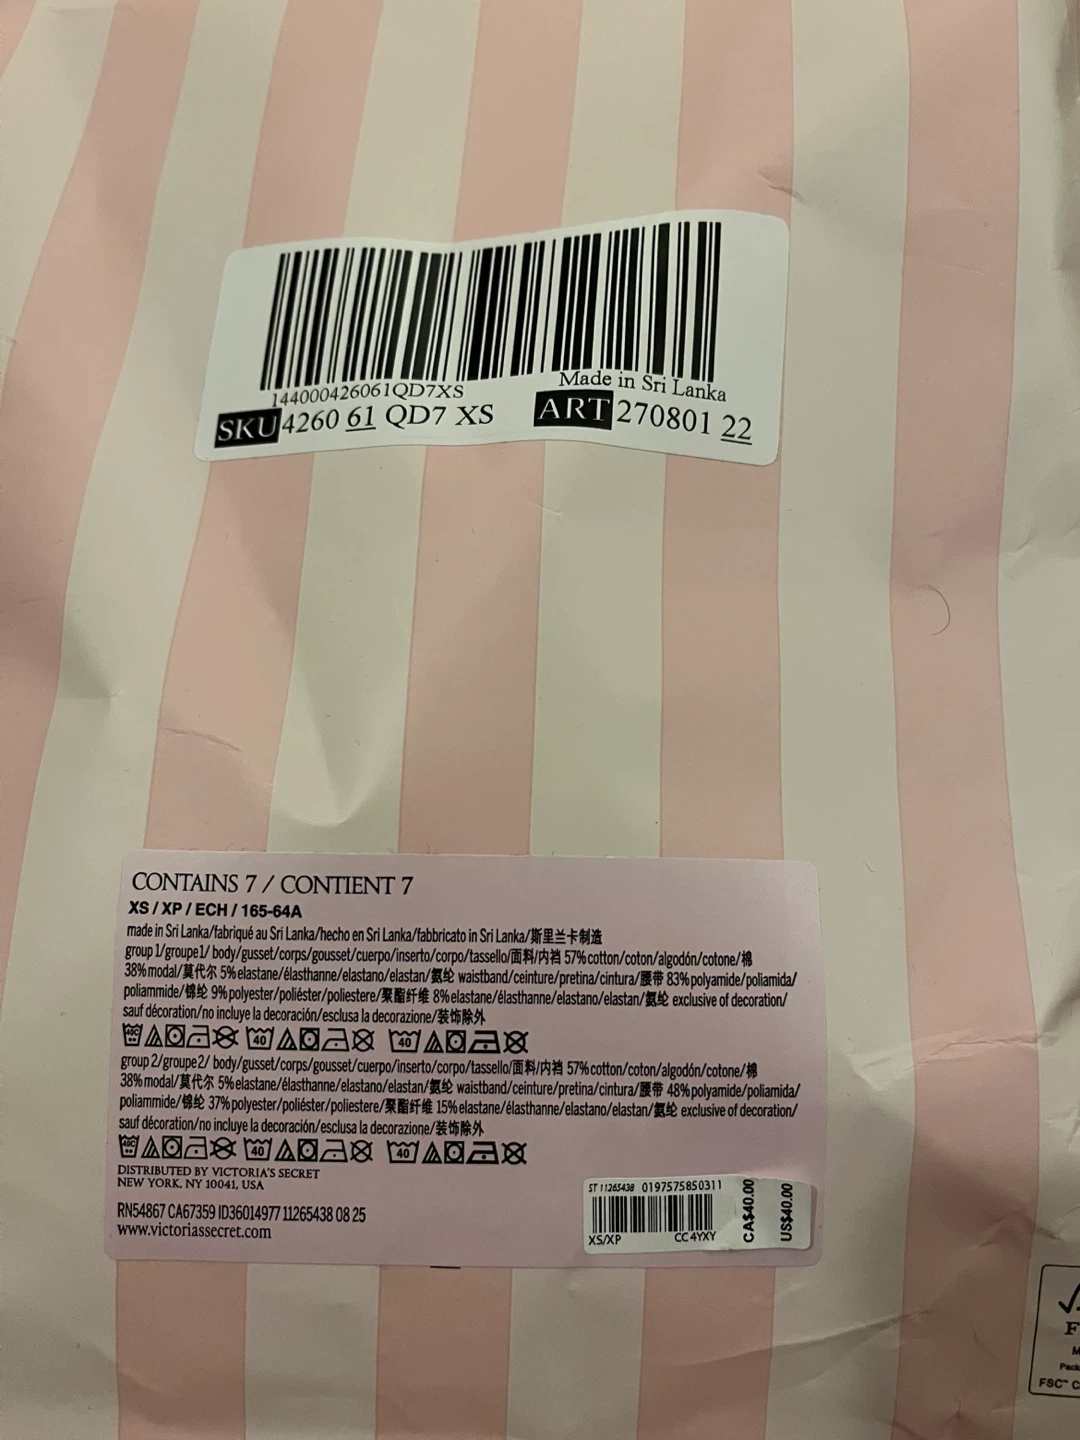 144000426061QD7XS
Made in Sri Lanka
SKU 4260 61 QD7 XS
ART 270801 22
CONTAINS 7 / CONTIENT 7
XS / XP / ECH / 165-64A
made in Sri Lanka/fabriqué au Sri Lanka/hecho en Sri Lanka/fabbricato in Sri Lanka/斯里兰卡制造
group 1/groupe1/ body/gusset/corps/gousset/cuerpo/inserto/corpo/tassello/面料/内裆 57%cotton/coton/algodón/cotone/棉
38%modal/莫代尔 5%elastane/élasthanne/elastano/elastan/氨纶 waistband/ceinture/pretina/cintura/腰带 83%polyamide/poliamida/
poliammide/锦纶 9%polyester/poliéster/poliestere/聚酯纤维 8%elastane/élasthanne/elastano/elastan/氨纶 exclusive of decoration/
sauf décoration/no incluye la decoración/esclusa la decorazione/装饰除外
40C 40 40
group 2/groupe2/ body/gusset/corps/gousset/cuerpo/inserto/corpo/tassello/面料/内裆 57%cotton/coton/algodón/cotone/棉
38%modal/莫代尔 5%elastane/élasthanne/elastano/elastan/氨纶 waistband/ceinture/pretina/cintura/腰带 48%polyamide/poliamida/
poliammide/锦纶 37%polyester/poliéster/poliestere/聚酯纤维 15%elastane/élasthanne/elastano/elastan/氨纶 exclusive of decoration/
sauf décoration/no incluye la decoración/esclusa la decorazione/装饰除外
40C 40 40
DISTRIBUTED BY VICTORIA'S SECRET
NEW YORK, NY 10041, USA
RN54867 CA67359 ID36014977 11265438 08 25
www.victoriassecret.com
ST 11265438 0197575850311
XS/XP CC 4YXY
CA$40.00
US$40.00
FSC™